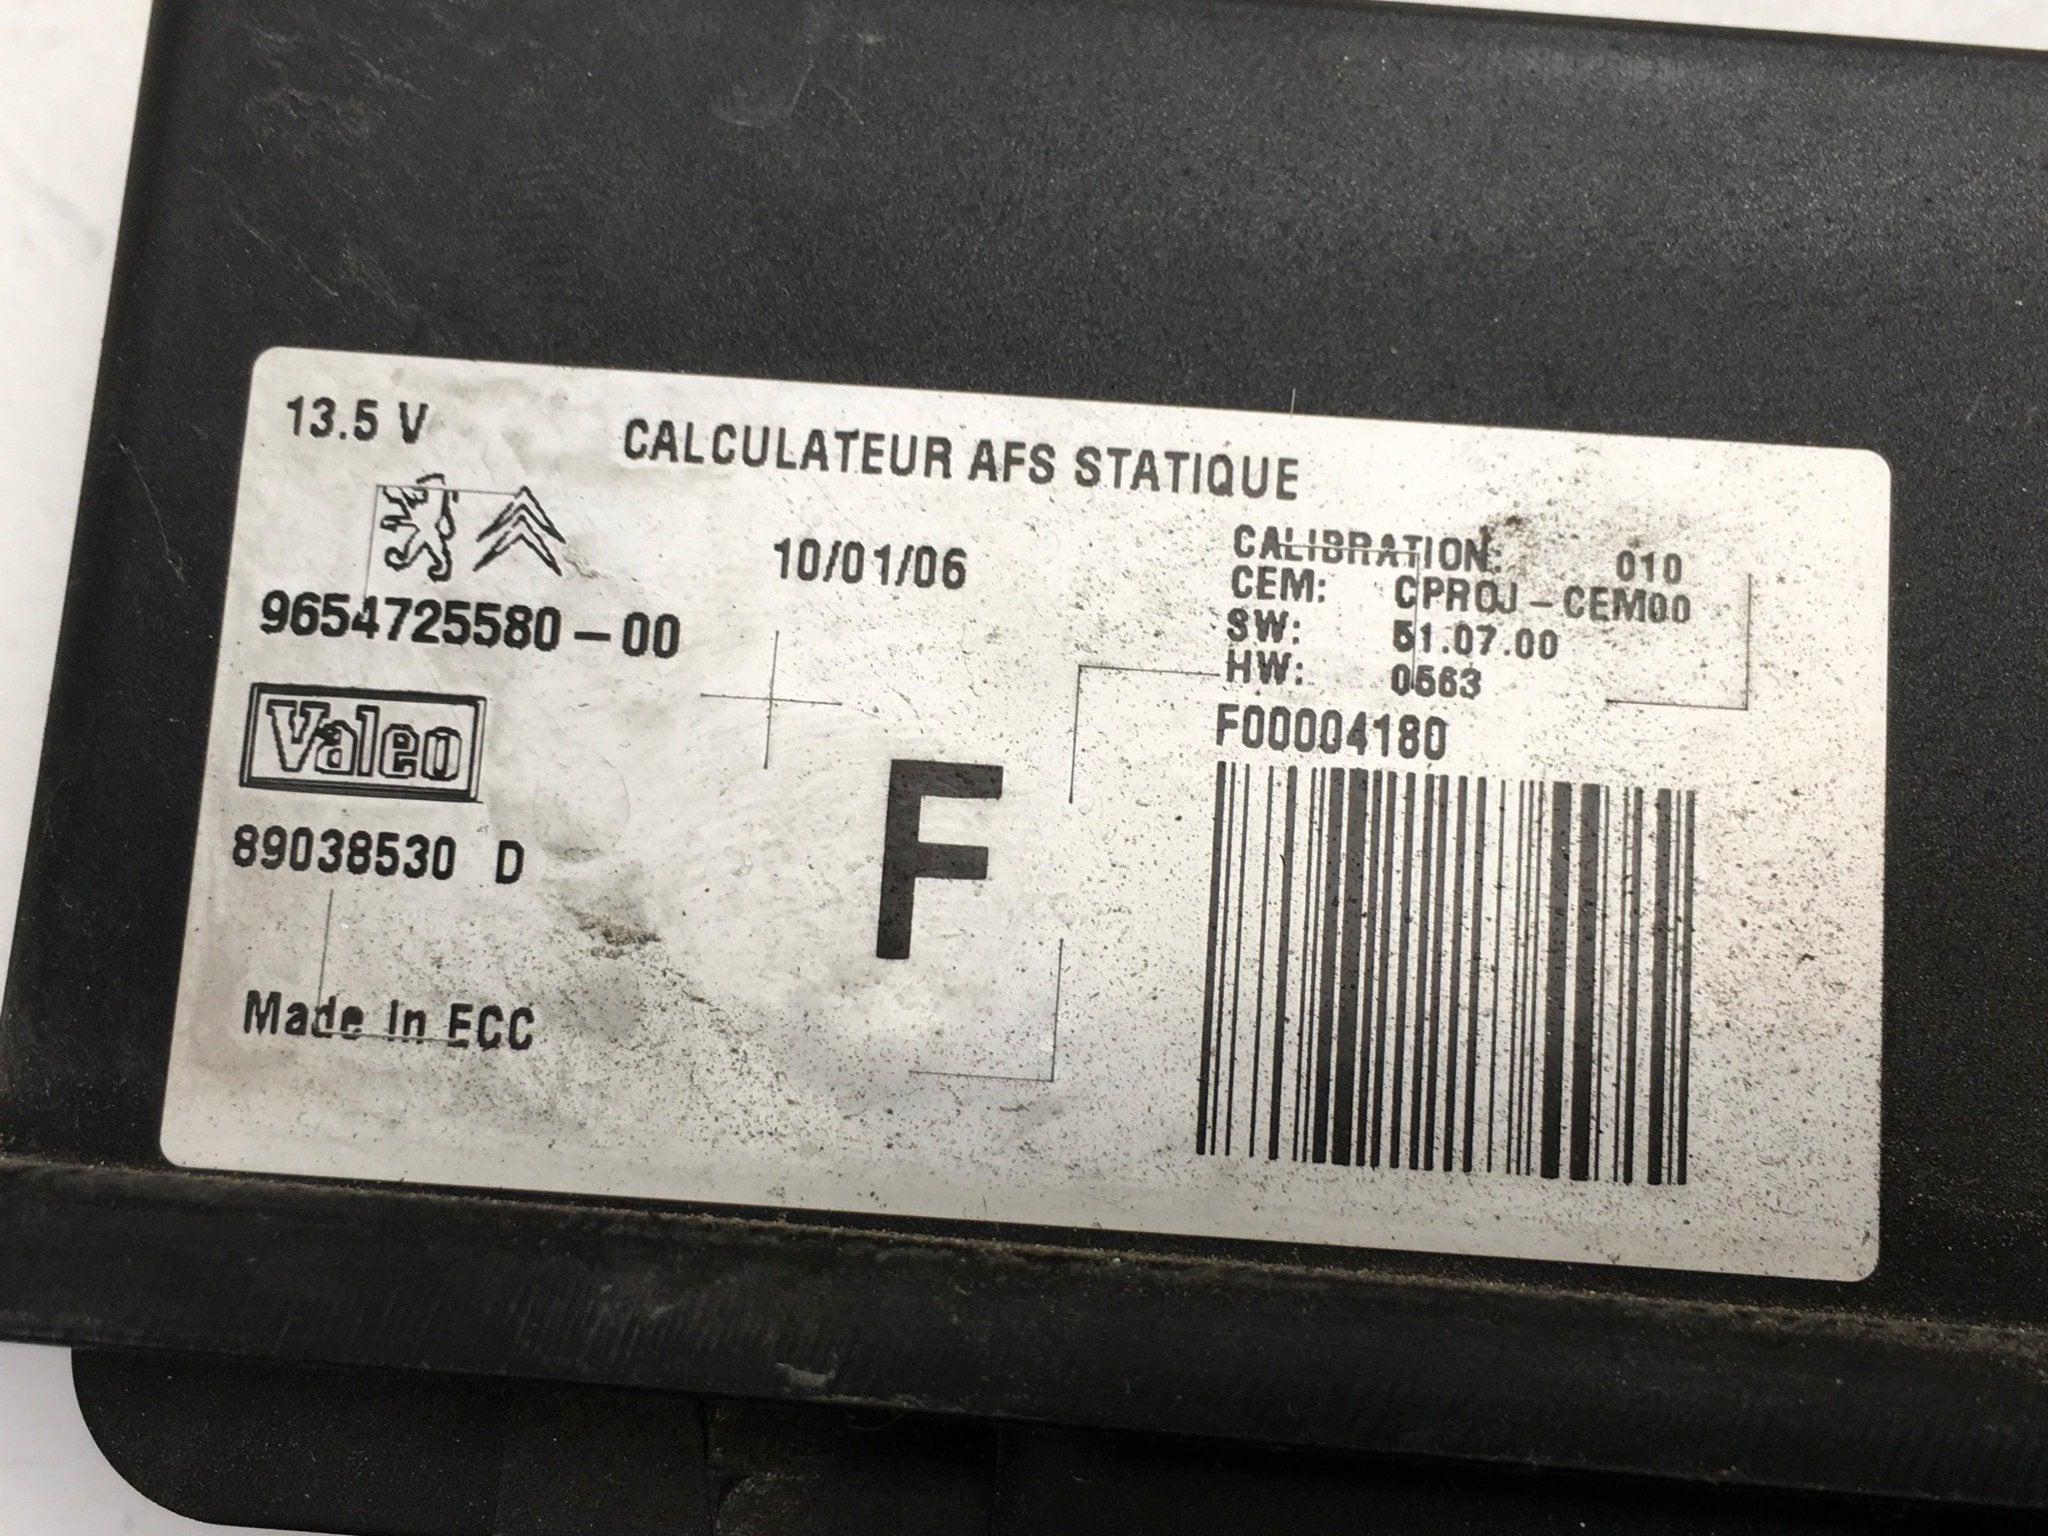 13.5 V
CALCULATEUR AFS STATIQUE
10/01/06
9654725580-00
CALIBRATION: 010
CEM: CPROJ-CEM00
SW: 51.07.00
HW: 0563
F00004180
Valeo
89038530 D
F
Made In ECC